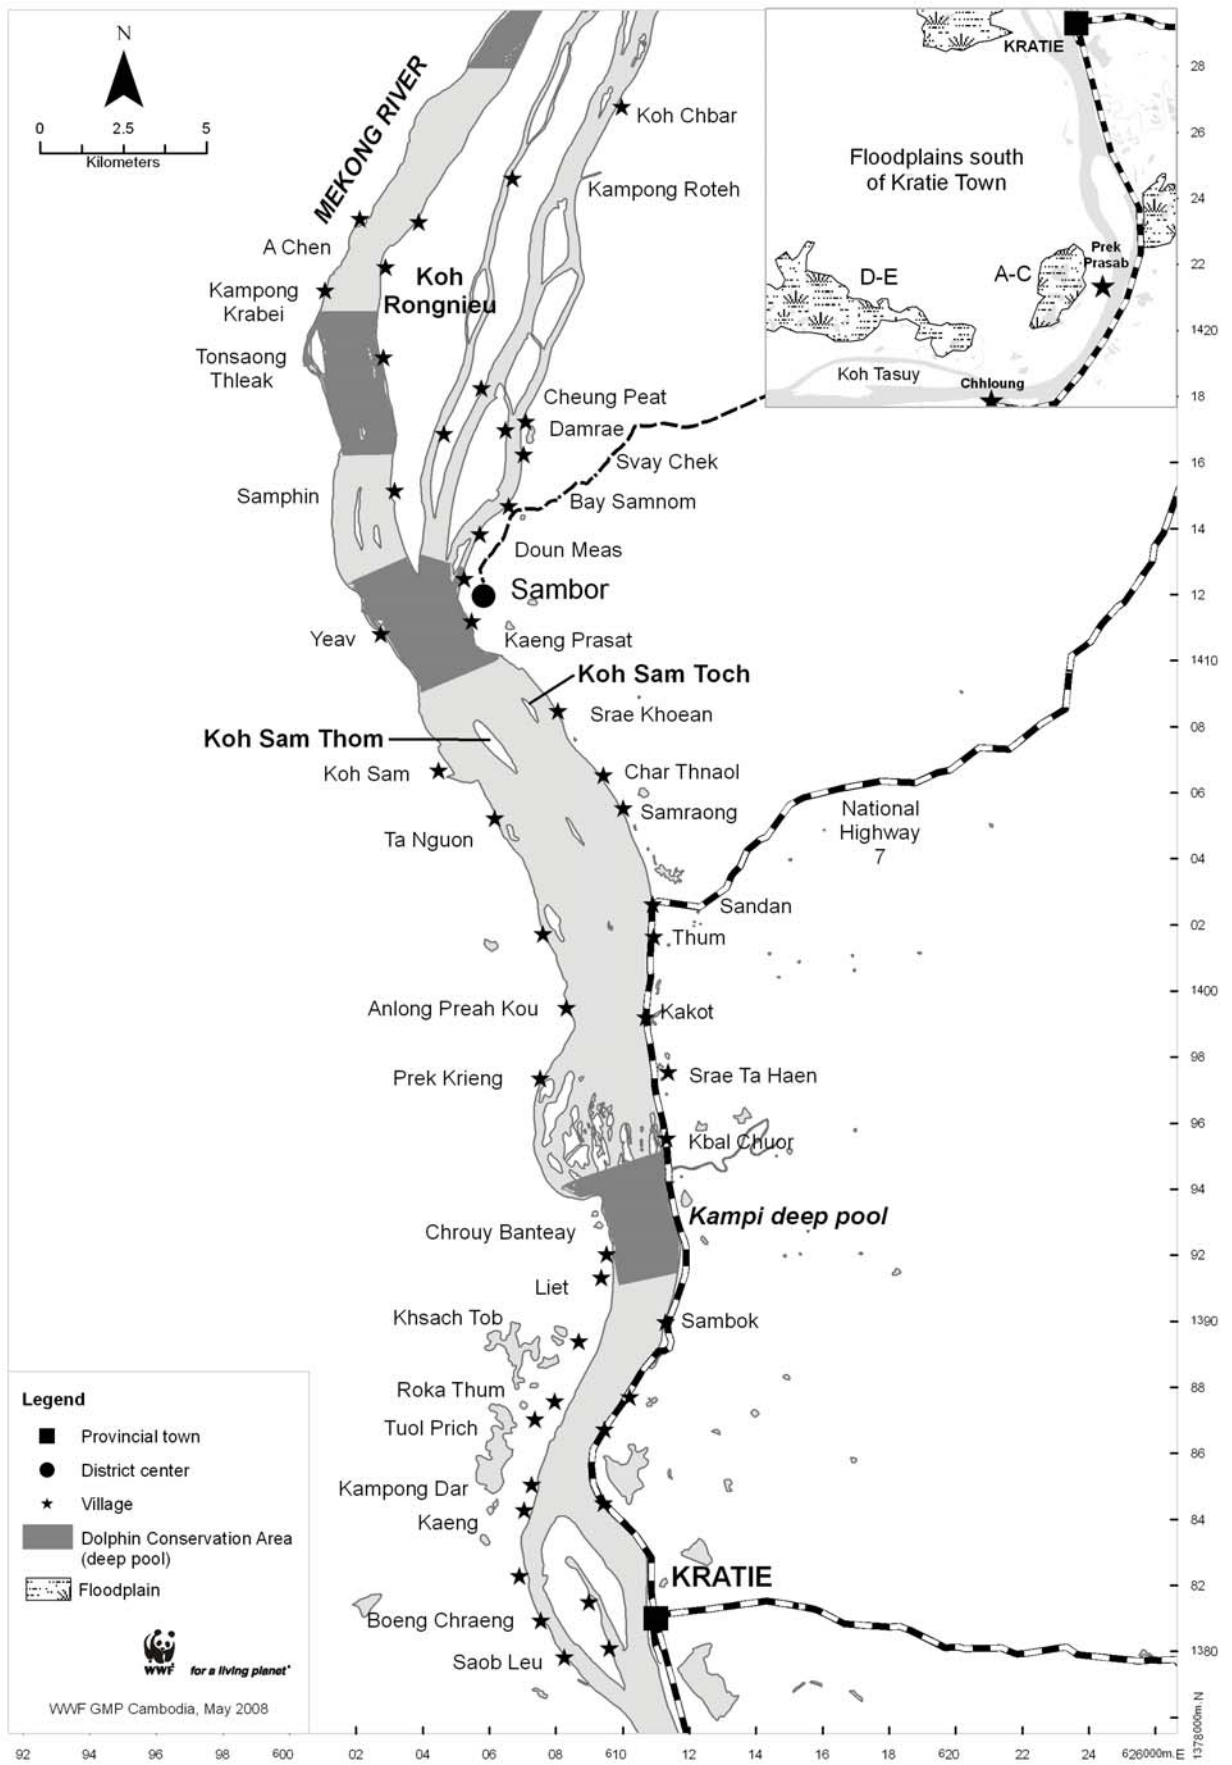 N
0
2.5
5
Kilometers
MEKONG RIVER
Koh Chbar
Kampong Roteh
A Chen
Koh
Rongnieu
Kampong
Krabei
Tonsaong
Thleak
Cheung Peat
Damrae
Svay Chek
Samphin
Bay Samnom
Doun Meas
Sambor
Yeav
Kaeng Prasat
Koh Sam Toch
Srae Khoean
Koh Sam Thom
Koh Sam
Char Thnaol
Samraong
Ta Nguon
National
Highway
7
Sandan
Thum
Anlong Preah Kou
Kakot
Prek Krieng
Srae Ta Haen
Kbal Chuor
Kampi deep pool
Chrouy Banteay
Liet
Khsach Tob
Sambok
Roka Thum
Tuol Prich
Kampong Dar
Kaeng
KRATIE
Boeng Chraeng
Saob Leu
KRATIE
Floodplains south
of Kratie Town
Prek
Prasab
D-E
A-C
Koh Tasuy
Chhloung
28
26
24
22
1420
18
16
14
12
1410
08
06
04
02
1400
98
96
94
92
1390
88
86
84
82
1380
1378000m.N
Legend
Provincial town
District center
Village
Dolphin Conservation Area
(deep pool)
Floodplain
WWF
for a living planet®
WWF GMP Cambodia, May 2008
92
94
96
98
600
02
04
06
08
610
12
14
16
18
620
22
24
626000m.E